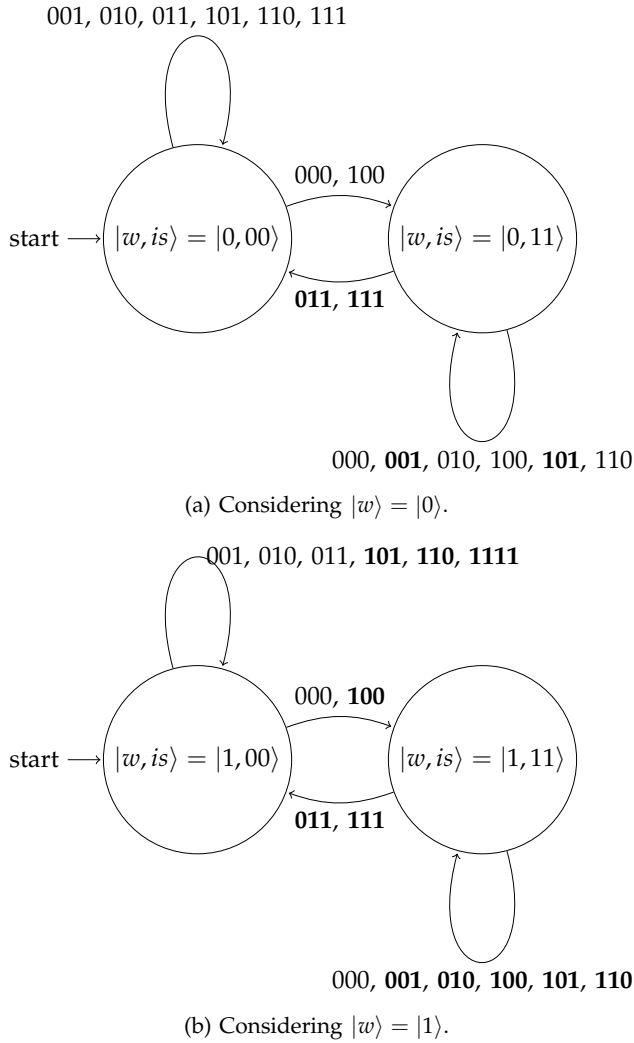 001, 010, 011, 101, 110, 111
000, 100
start
|w, is⟩ = |0, 00⟩
|w, is⟩ = |0, 11⟩
011, 111
000, 001, 010, 100, 101, 110
(a) Considering |w⟩ = |0⟩.
001, 010, 011, 101, 110, 1111
000, 100
start
|w, is⟩ = |1, 00⟩
|w, is⟩ = |1, 11⟩
011, 111
000, 001, 010, 100, 101, 110
(b) Considering |w⟩ = |1⟩.